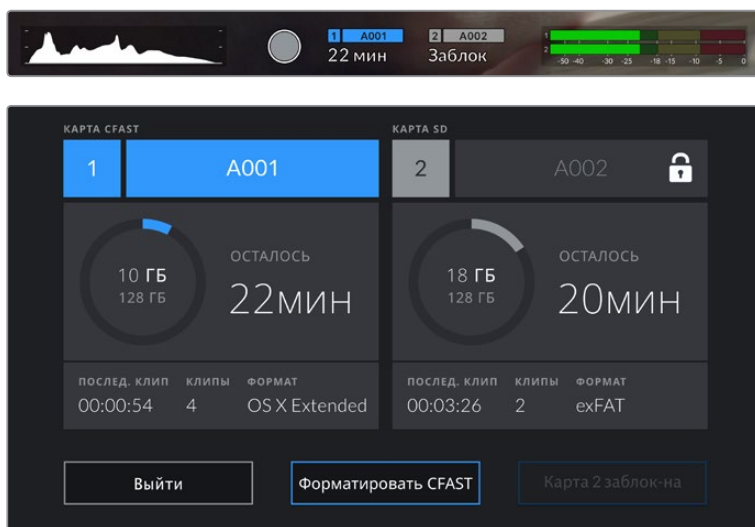 1 A001 2 A002
22 мин Заблок
1
2
-50 -40 -30 -25 -18 -15 -10 -5 0
КАРТА CFAST КАРТА SD
1 A001 2 A002
10 ГБ
128 ГБ
ОСТАЛОСЬ
22мин
18 ГБ
128 ГБ
ОСТАЛОСЬ
20мин
ПОСЛЕД. КЛИП КЛИПЫ ФОРМАТ
00:00:54 4 OS X Extended
ПОСЛЕД. КЛИП КЛИПЫ ФОРМАТ
00:03:26 2 exFAT
Выйти Форматировать CFAST Карта 2 заблок-на